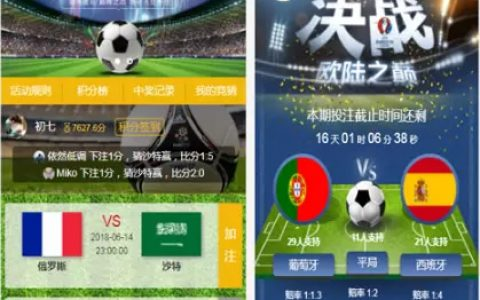 活动规则 积分榜 中奖记录 我的竞猜
初七 7627.6分 积分签到
依然低调 下注1分，猜沙特赢，比分1.5
Miko 下注1分，猜沙特赢，比分2.0
VS
2018-06-14
23:00:00
信罗斯 沙特
加注
决战
欧陆之巅
本期投注截止时间还剩
16 天 01 时 06 分 38 秒
VS
29人支持 11人支持 21人支持
葡萄牙 平局 西班牙
赔率 1:1.3 赔率 1:2 赔率 1:1.4